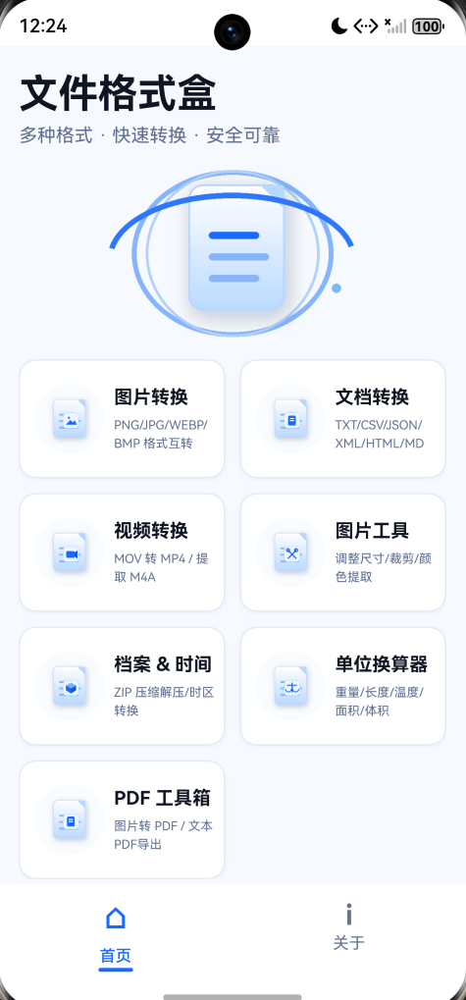 12:24
100
文件格式盒
多种格式 · 快速转换 · 安全可靠
图片转换
PNG/JPG/WEBP/
BMP 格式互转
文档转换
TXT/CSV/JSON/
XML/HTML/MD
视频转换
MOV 转 MP4 / 提
取 M4A
图片工具
调整尺寸/裁剪/颜
色提取
档案 & 时间
ZIP 压缩解压/时区
转换
单位换算器
重量/长度/温度/
面积/体积
PDF 工具箱
图片转 PDF / 文本
PDF导出
首页
关于